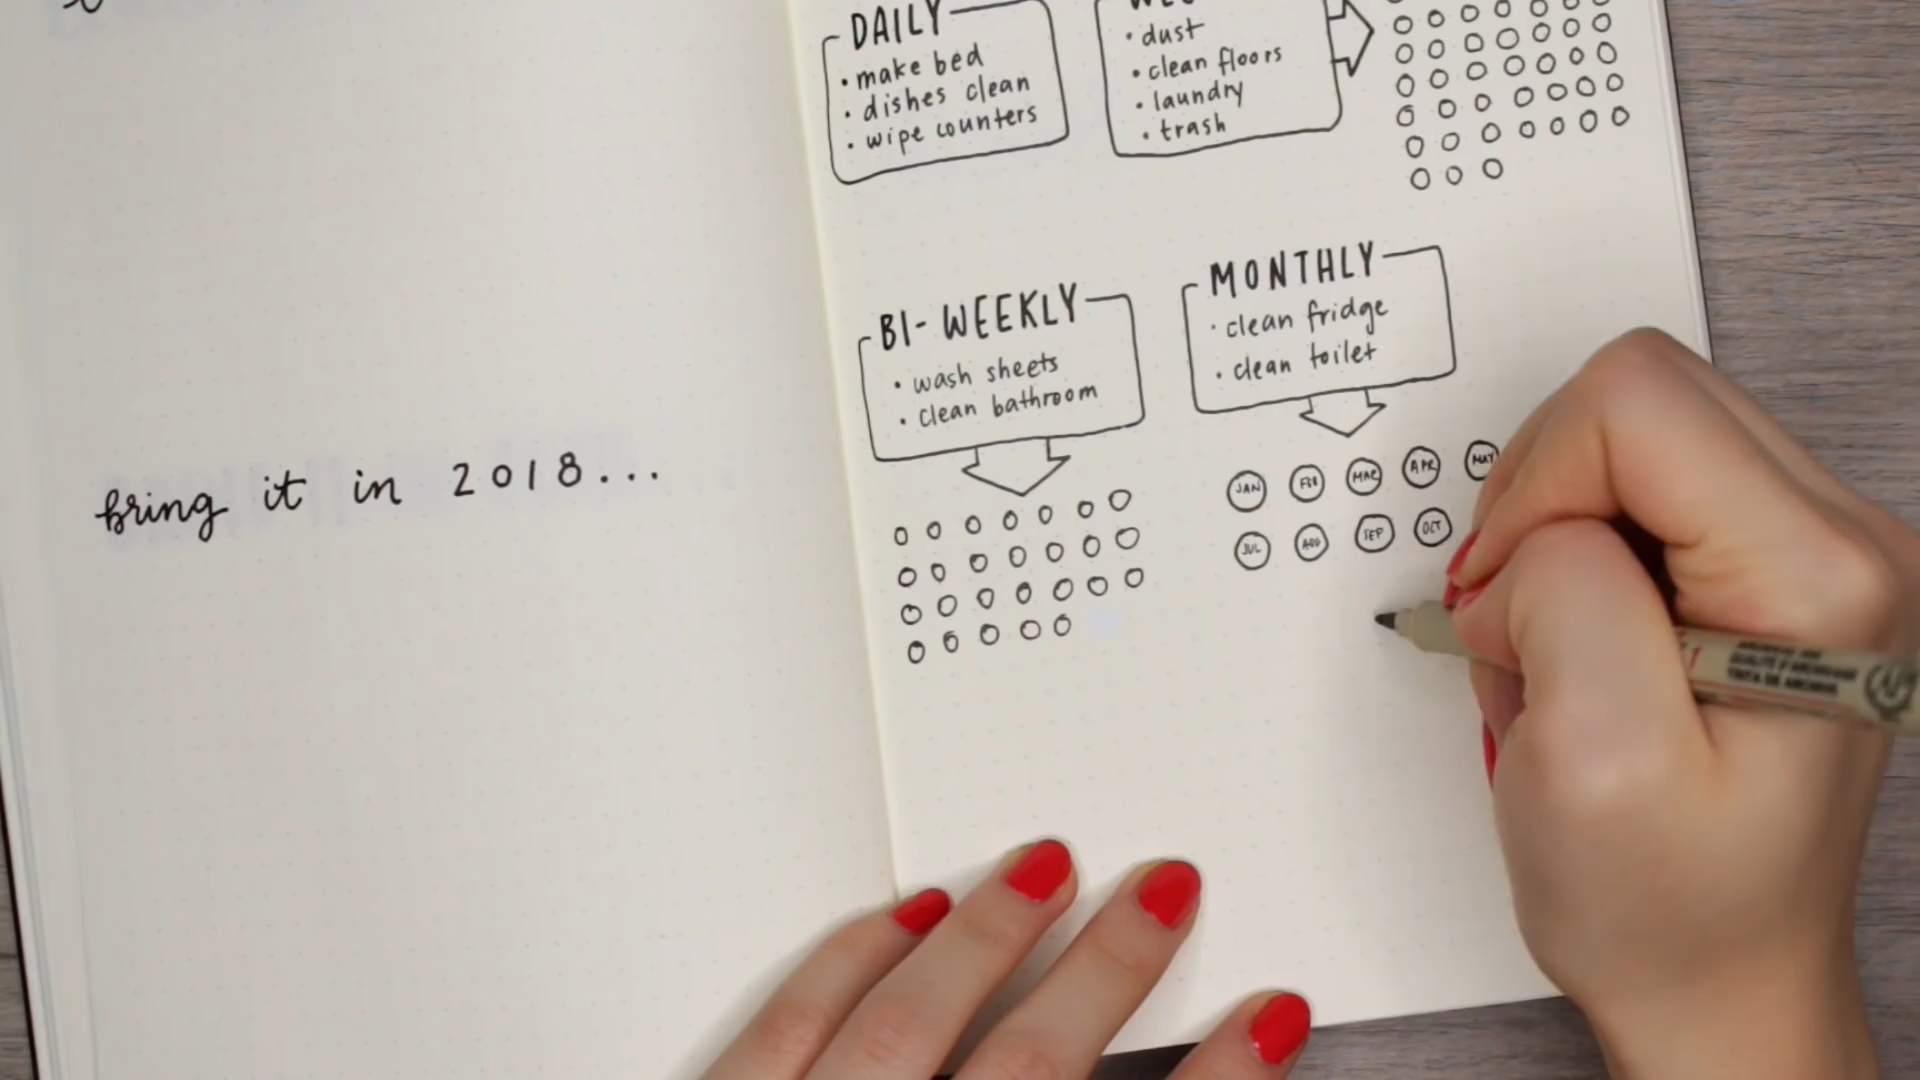 DAILY
• make bed
• dishes clean
• wipe counters
• dust
• clean floors
• laundry
• trash
BI-WEEKLY
• wash sheets
• clean bathroom
MONTHLY
• clean fridge
• clean toilet
JAN FEB MAR APR MAY
JUL AUG SEP OCT
bring it in 2018...